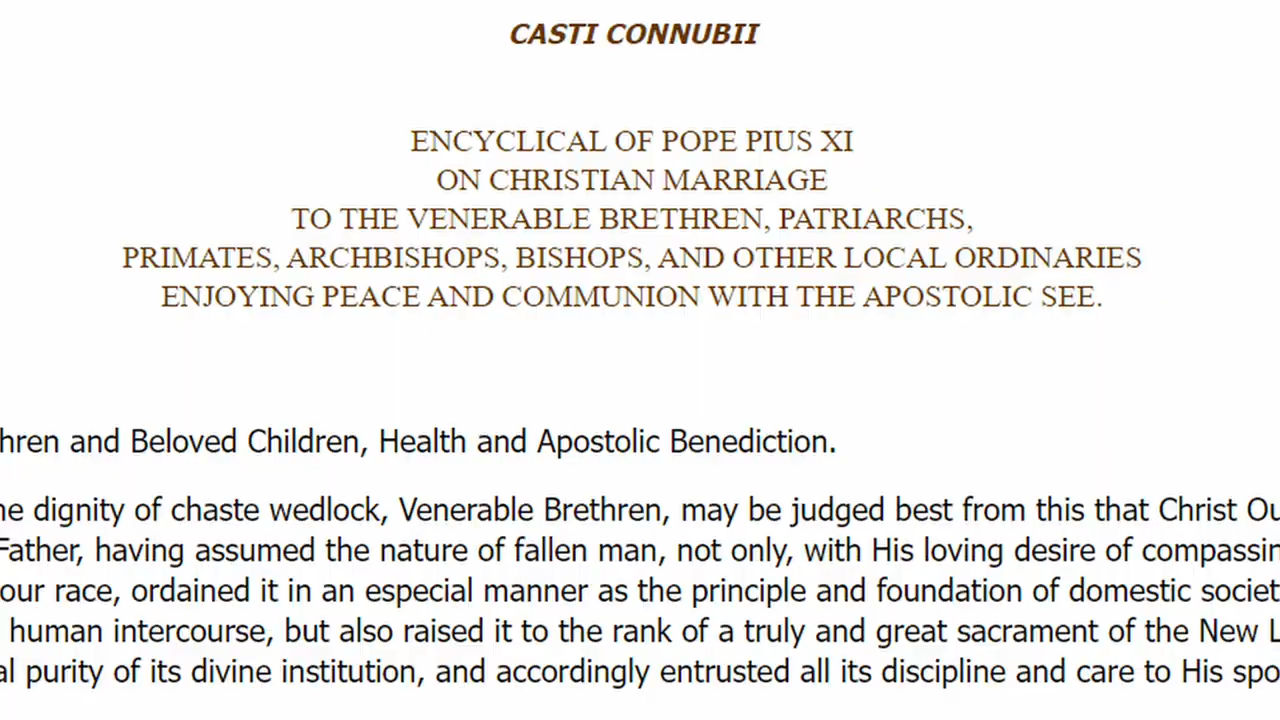 CASTI CONNUBII
ENCYCLICAL OF POPE PIUS XI
ON CHRISTIAN MARRIAGE
TO THE VENERABLE BRETHREN, PATRIARCHS,
PRIMATES, ARCHBISHOPS, BISHOPS, AND OTHER LOCAL ORDINARIES
ENJOYING PEACE AND COMMUNION WITH THE APOSTOLIC SEE.
hren and Beloved Children, Health and Apostolic Benediction.
he dignity of chaste wedlock, Venerable Brethren, may be judged best from this that Christ Ou
Father, having assumed the nature of fallen man, not only, with His loving desire of compassin
our race, ordained it in an especial manner as the principle and foundation of domestic societ
human intercourse, but also raised it to the rank of a truly and great sacrament of the New L
al purity of its divine institution, and accordingly entrusted all its discipline and care to His spo